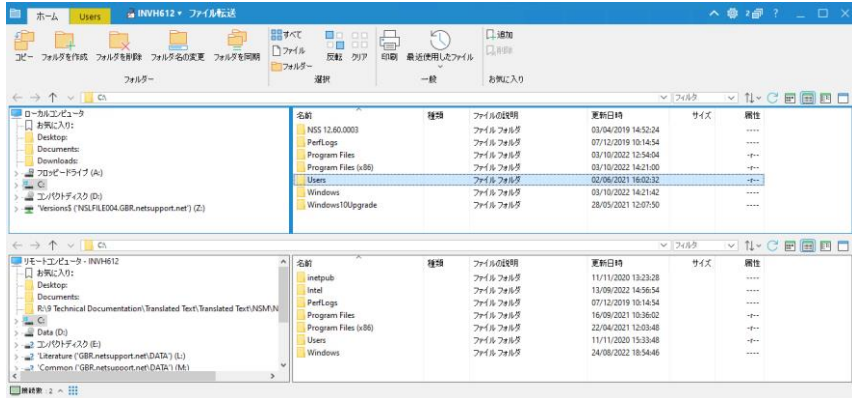 ホーム Users INVH612 ファイル転送 2 ?
コピー フォルダを作成 フォルダを削除 フォルダ名の変更 フォルダを同期 すべて ファイル フォルダー 反転 クリア 印刷 最近使用したファイル 追加 削除
フォルダー 選択 一般 お気に入り
C:\ フィルタ
ローカルコンピュータ
お気に入り:
Desktop:
Documents:
Downloads:
フロッピードライブ (A:)
C:
コンパクトディスク (D:)
'Versions$ ('NSLFILE004.GBR.netsupport.net') (Z:)
名前 種類 ファイルの説明 更新日時 サイズ 属性
NSS 12.60.0003 ファイル フォルダ 03/04/2019 14:52:24 ----
PerfLogs ファイル フォルダ 07/12/2019 10:14:54 ----
Program Files ファイル フォルダ 03/10/2022 12:54:04 -r--
Program Files (x86) ファイル フォルダ 03/10/2022 14:21:00 -r--
Users ファイル フォルダ 02/06/2021 16:02:32 -r--
Windows ファイル フォルダ 03/10/2022 14:21:42 ----
Windows10Upgrade ファイル フォルダ 28/05/2021 12:07:50 ----
C:\ フィルタ
リモートコンピュータ - INVH612
お気に入り:
Desktop:
Documents:
R:\9 Technical Documentation\Translated Text\Translated Text\NSM\N
C:
Data (D:)
コンパクトディスク (E:)
'Literature ('GBR.netsupport.net\DATA') (L:)
'Common ('GBR.netsupport.net\DATA') (M:)
名前 種類 ファイルの説明 更新日時 サイズ 属性
inetpub ファイル フォルダ 11/11/2020 13:23:28 ----
Intel ファイル フォルダ 13/09/2022 14:56:54 ----
PerfLogs ファイル フォルダ 07/12/2019 10:14:54 ----
Program Files ファイル フォルダ 16/09/2021 10:36:02 -r--
Program Files (x86) ファイル フォルダ 22/04/2021 12:03:48 -r--
Users ファイル フォルダ 11/11/2020 15:33:48 -r--
Windows ファイル フォルダ 24/08/2022 18:54:46 ----
接続数 : 2